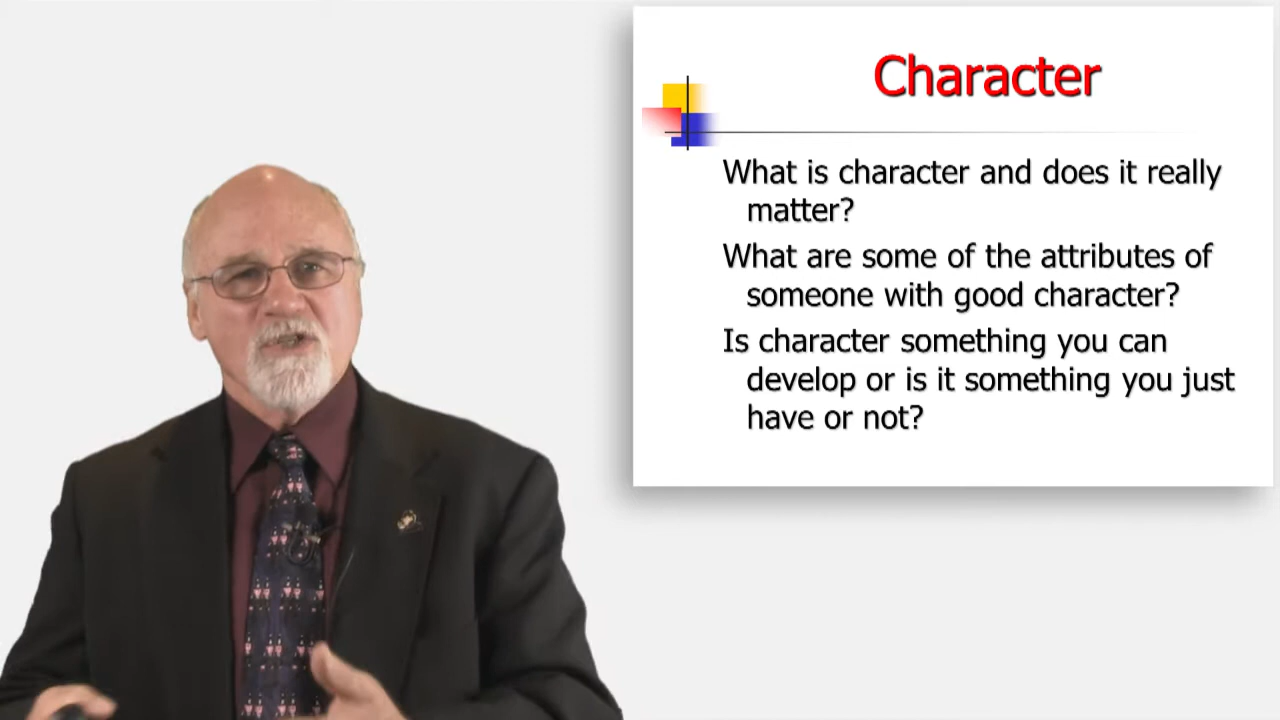 Character
What is character and does it really
matter?
What are some of the attributes of
someone with good character?
Is character something you can
develop or is it something you just
have or not?